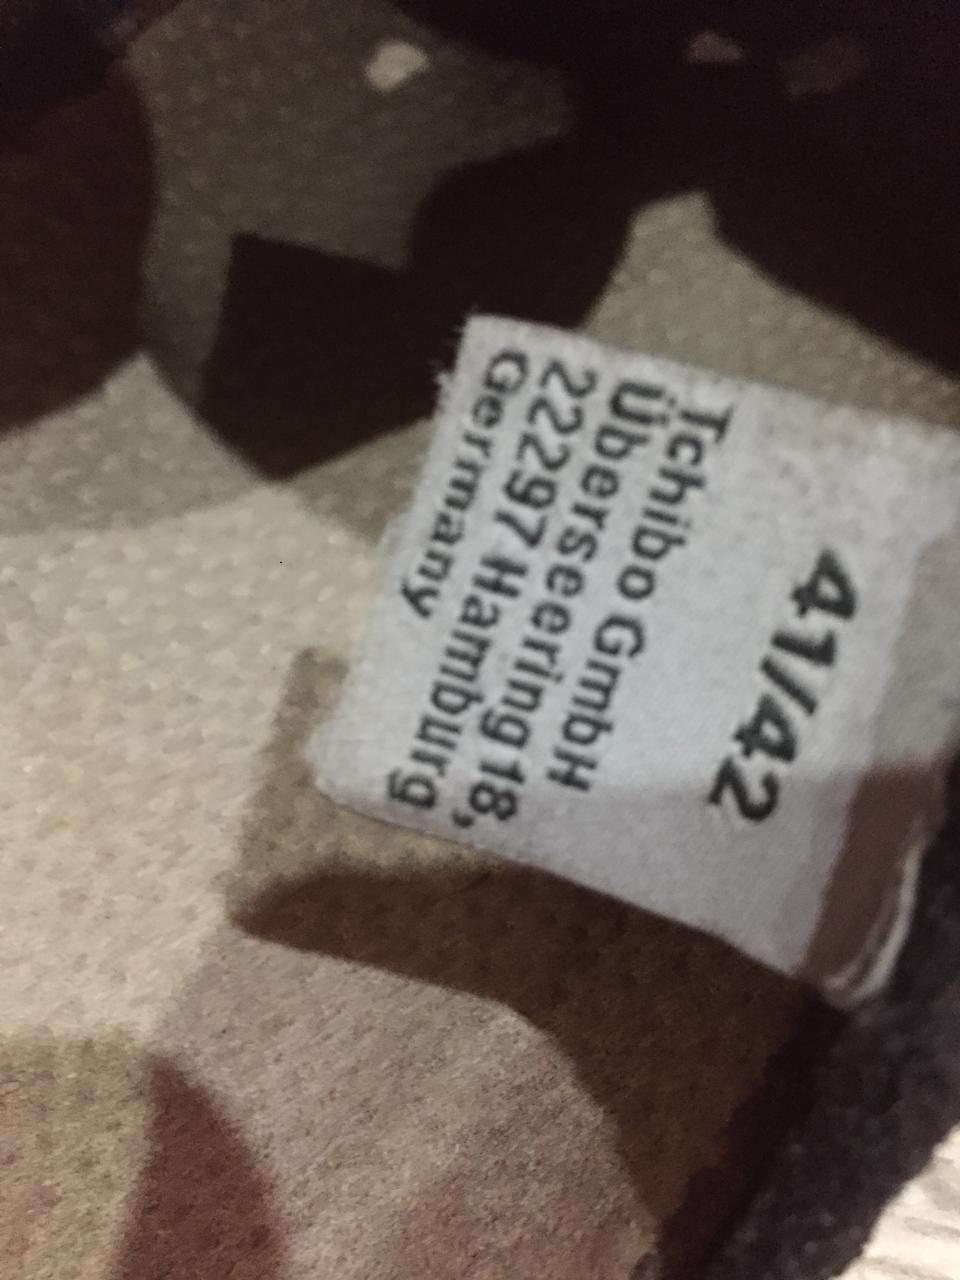 41/42
Tchibo GmbH
Überseering 18,
22297 Hamburg
Germany